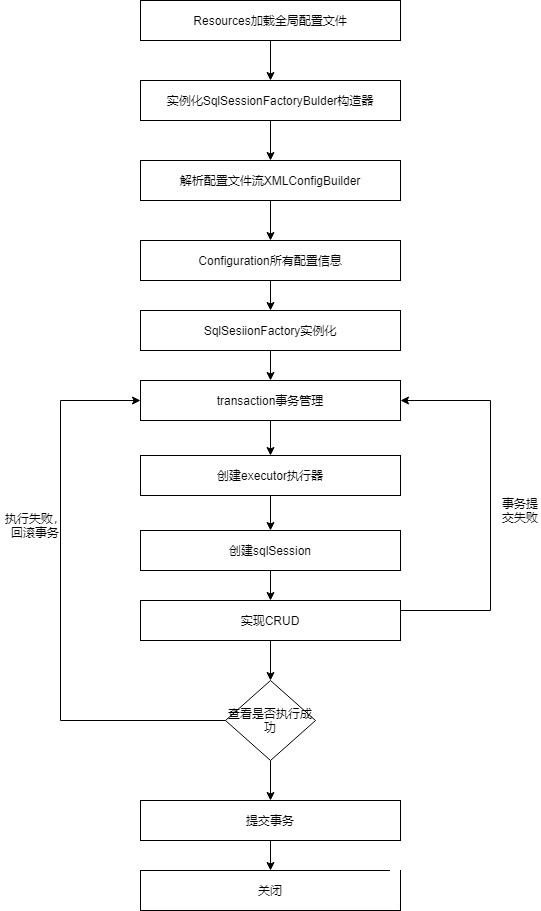 Resources加载全局配置文件
实例化SqlSessionFactoryBulder构造器
解析配置文件流XMLConfigBuilder
Configuration所有配置信息
SqlSesiionFactory实例化
transaction事务管理
创建executor执行器
执行失败，
回滚事务
事务提
交失败
创建sqlSession
实现CRUD
查看是否执行成
功
提交事务
关闭